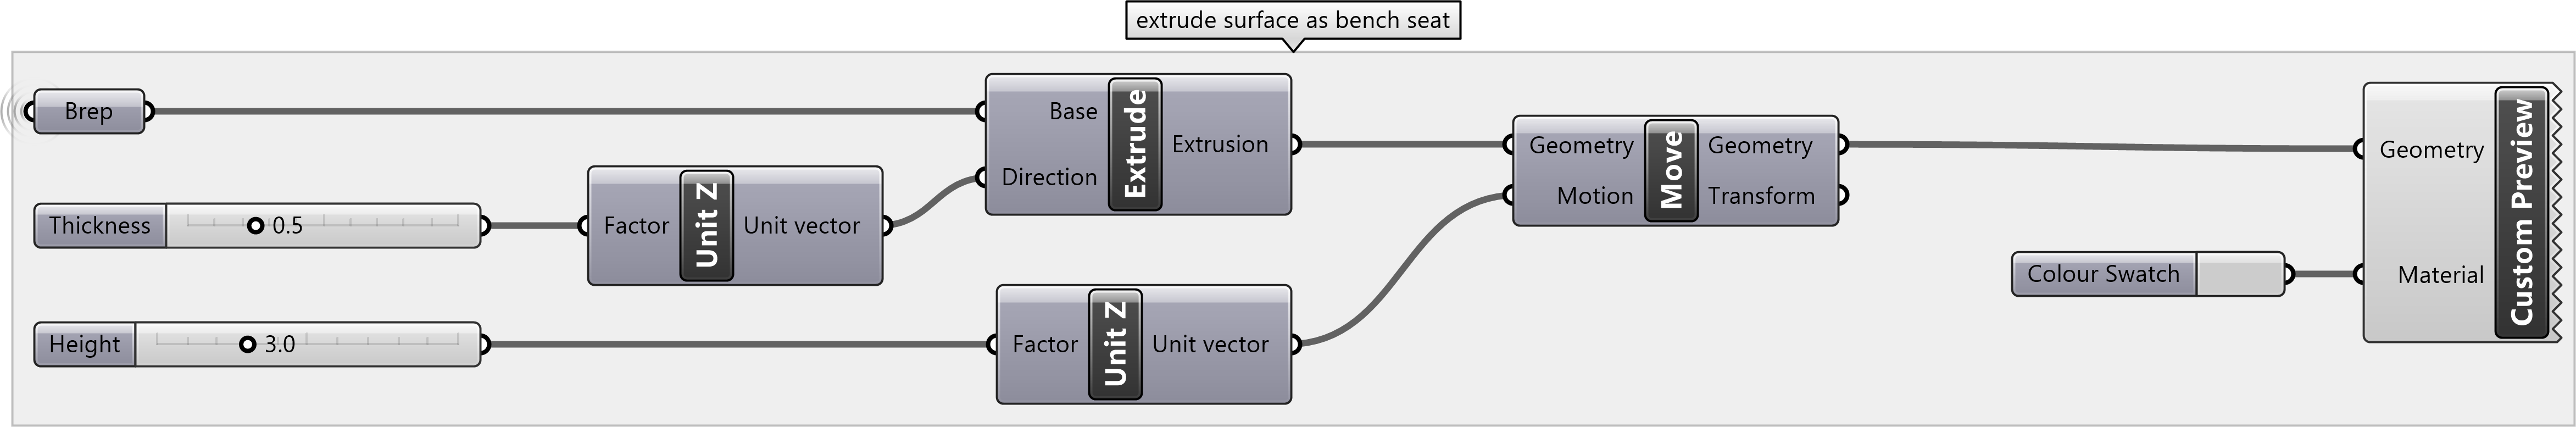 extrude surface as bench seat
Brep
Base
Direction
Extrude
Extrusion
Thickness 0.5
Factor
Unit Z
Unit vector
Height 3.0
Factor
Unit Z
Unit vector
Geometry
Motion
Move
Geometry
Transform
Colour Swatch
Geometry
Material
Custom Preview